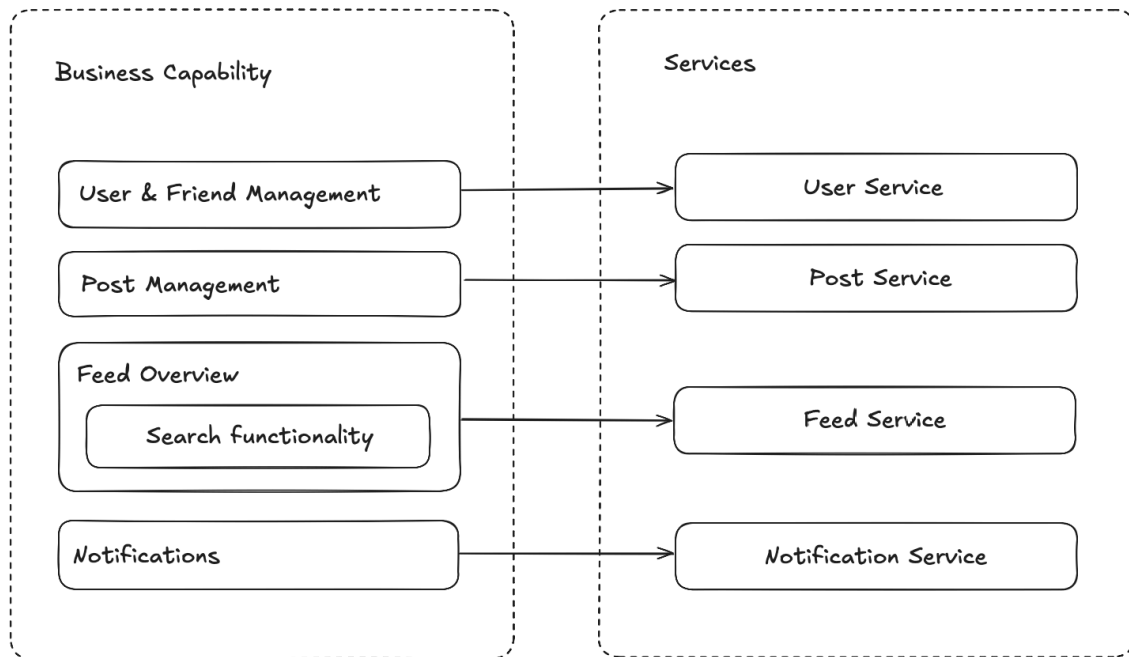 Business Capability
Services
User & Friend Management
User Service
Post Management
Post Service
Feed Overview
Search functionality
Feed Service
Notifications
Notification Service